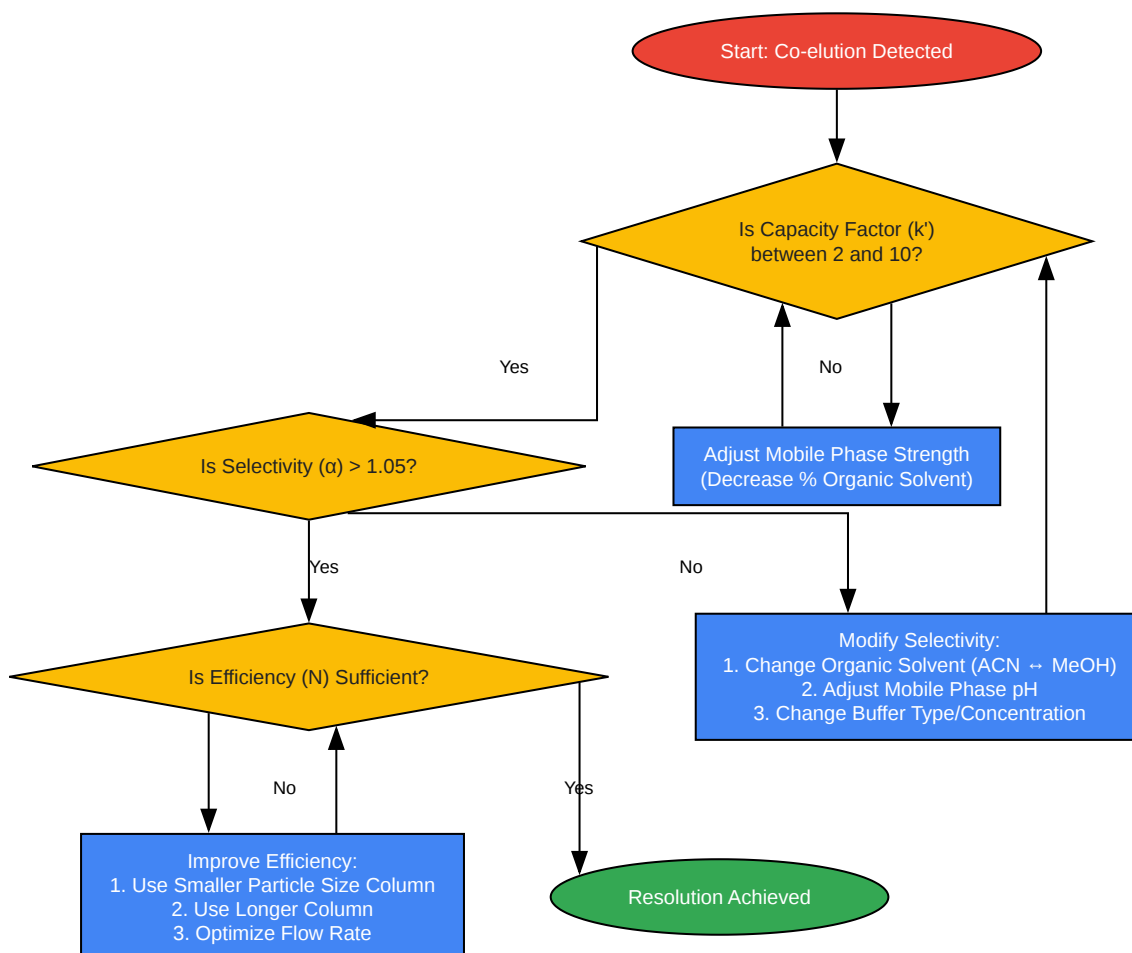 Start: Co-elution Detected
Is Capacity Factor (k')
between 2 and 10?
Yes
No
Adjust Mobile Phase Strength
(Decrease % Organic Solvent)
Is Selectivity (α) > 1.05?
Yes
No
Modify Selectivity:
1. Change Organic Solvent (ACN ↔ MeOH)
2. Adjust Mobile Phase pH
3. Change Buffer Type/Concentration
Is Efficiency (N) Sufficient?
No
Yes
Improve Efficiency:
1. Use Smaller Particle Size Column
2. Use Longer Column
3. Optimize Flow Rate
Resolution Achieved